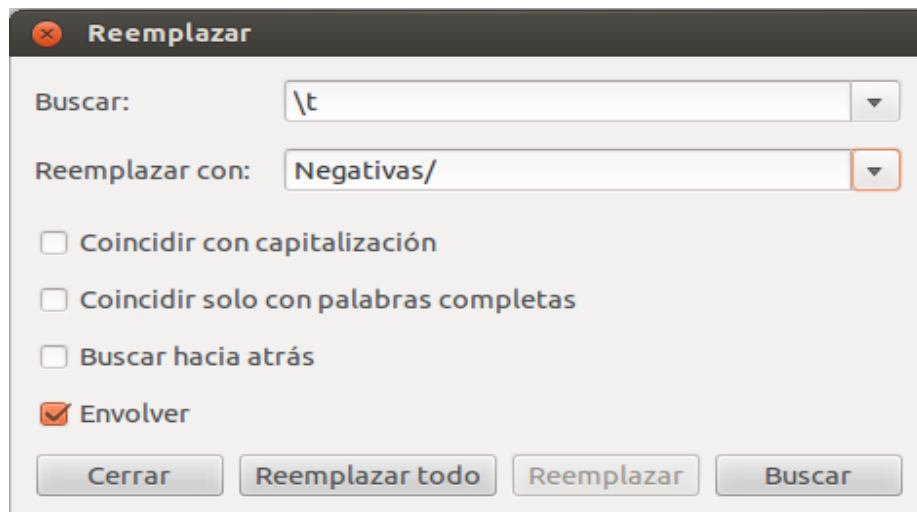 Reemplazar
Buscar: \t
Reemplazar con: Negativas/
Coincidir con capitalización
Coincidir solo con palabras completas
Buscar hacia atrás
Envolver
Cerrar Reemplazar todo Reemplazar Buscar